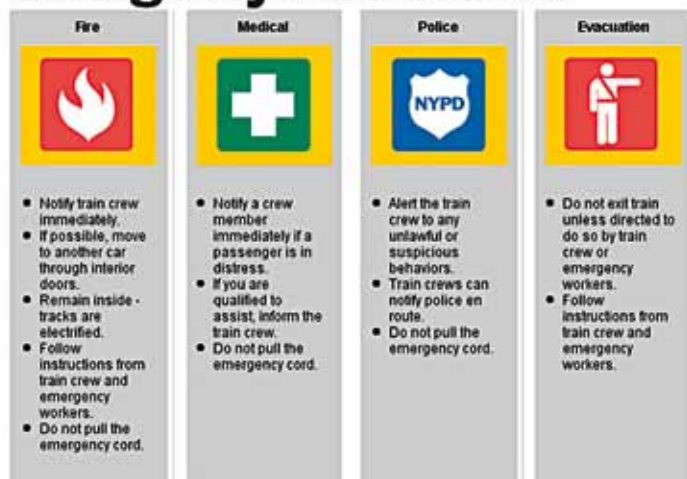 Fire
● Notify train crew
immediately.
● If possible, move
to another car
through interior
doors.
● Remain inside -
tracks are
electrified.
● Follow
instructions from
train crew and
emergency
workers.
● Do not pull the
emergency cord.
Medical
● Notify a crew
member
immediately if a
passenger is in
distress.
● If you are
qualified to
assist, inform the
train crew.
● Do not pull the
emergency cord.
Police
NYPD
● Alert the train
crew to any
unlawful or
suspicious
behaviors.
● Train crews can
notify police en
route.
● Do not pull the
emergency cord.
Evacuation
● Do not exit train
unless directed to
do so by train
crew or
emergency
workers.
● Follow
instructions from
train crew and
emergency
workers.